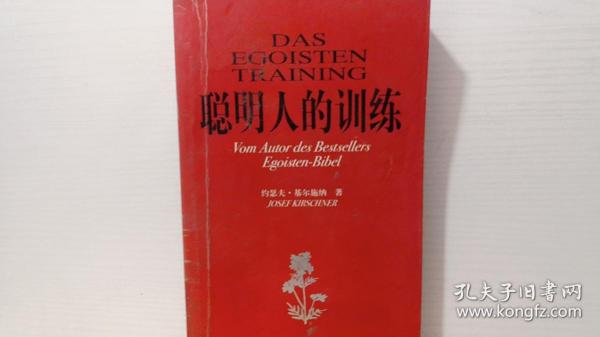 DAS
EGOISTEN
TRAINING
聪明人的训练
Vom Autor des Bestsellers
Egoisten-Bibel
约瑟夫·基尔施纳 著
JOSEF KIRSCHNER
孔夫子旧书网
www.kongfz.com